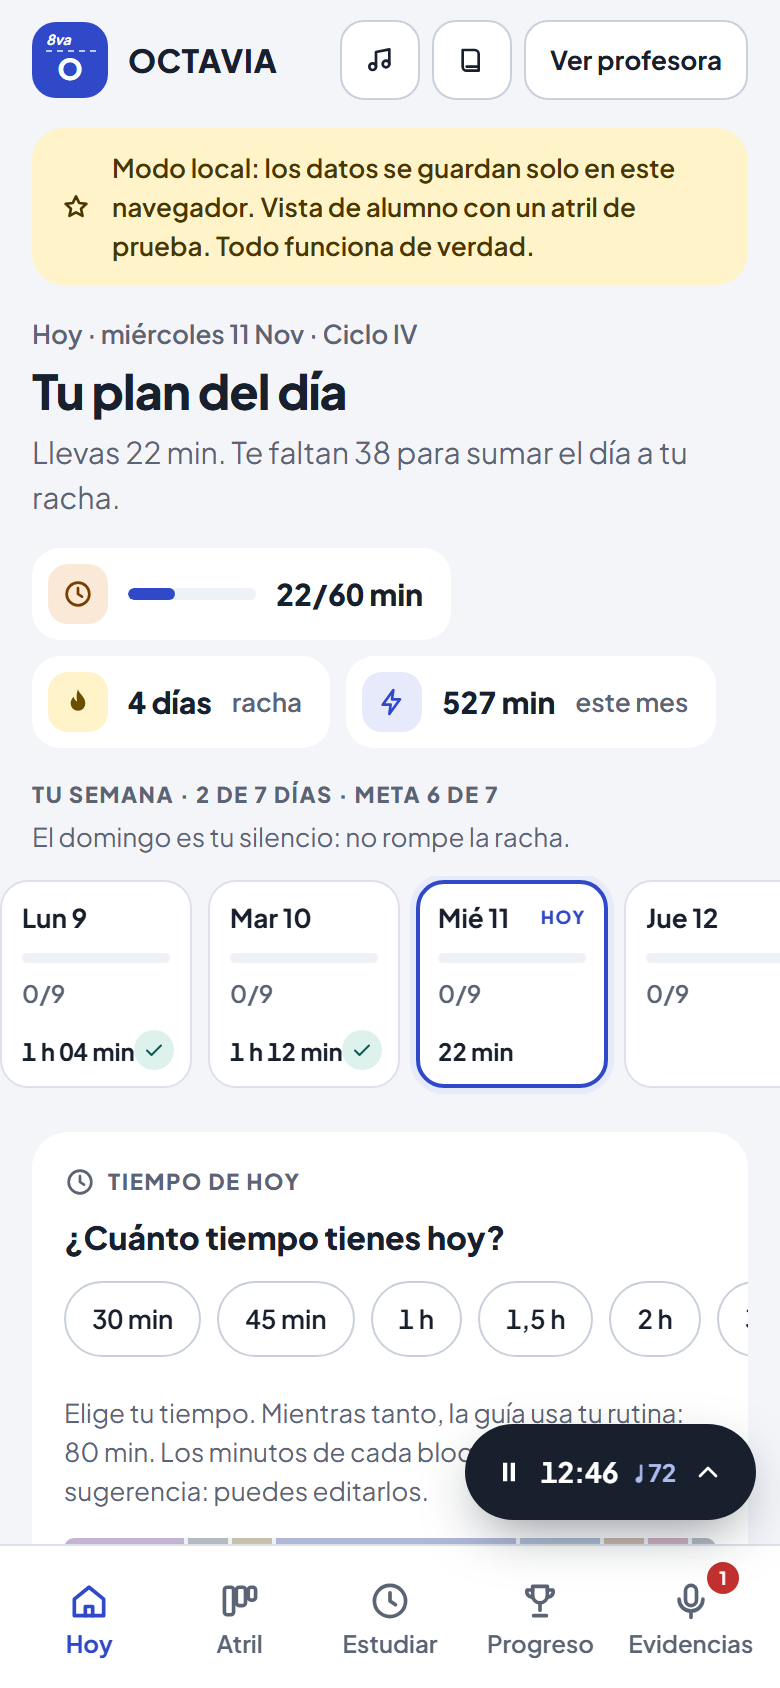 8va
O
OCTAVIA
Ver profesora
Modo local: los datos se guardan solo en este
navegador. Vista de alumno con un atril de
prueba. Todo funciona de verdad.
Hoy · miércoles 11 Nov · Ciclo IV
Tu plan del día
Llevas 22 min. Te faltan 38 para sumar el día a tu
racha.
22/60 min
4 días racha
527 min este mes
TU SEMANA · 2 DE 7 DÍAS · META 6 DE 7
El domingo es tu silencio: no rompe la racha.
Lun 9
0/9
1 h 04 min
Mar 10
0/9
1 h 12 min
Mié 11 HOY
0/9
22 min
Jue 12
0/9
TIEMPO DE HOY
¿Cuánto tiempo tienes hoy?
30 min
45 min
1 h
1,5 h
2 h
Elige tu tiempo. Mientras tanto, la guía usa tu rutina:
80 min. Los minutos de cada
sugerencia: puedes editarlos.
12:46 ♩72
Hoy
Atril
Estudiar
Progreso
1
Evidencias